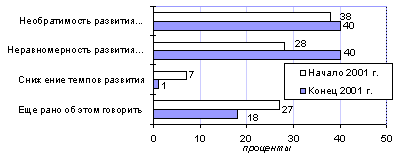 Необратимость развития...
38
40
Неравномерность развития...
28
40
Снижение темпов развития
7
1
Еще рано об этом говорить
27
18
Начало 2001 г.
Конец 2001 г.
0 10 20 30 40 50
проценты